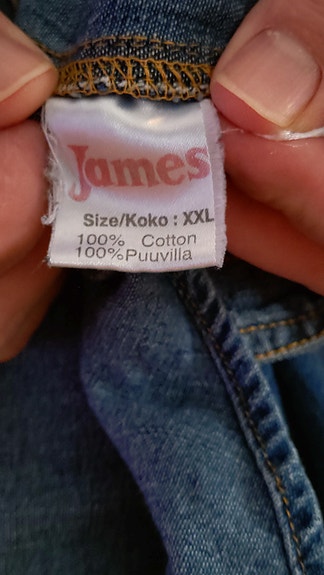 James
Size/Koko : XXL
100% Cotton
100%Puuvilla